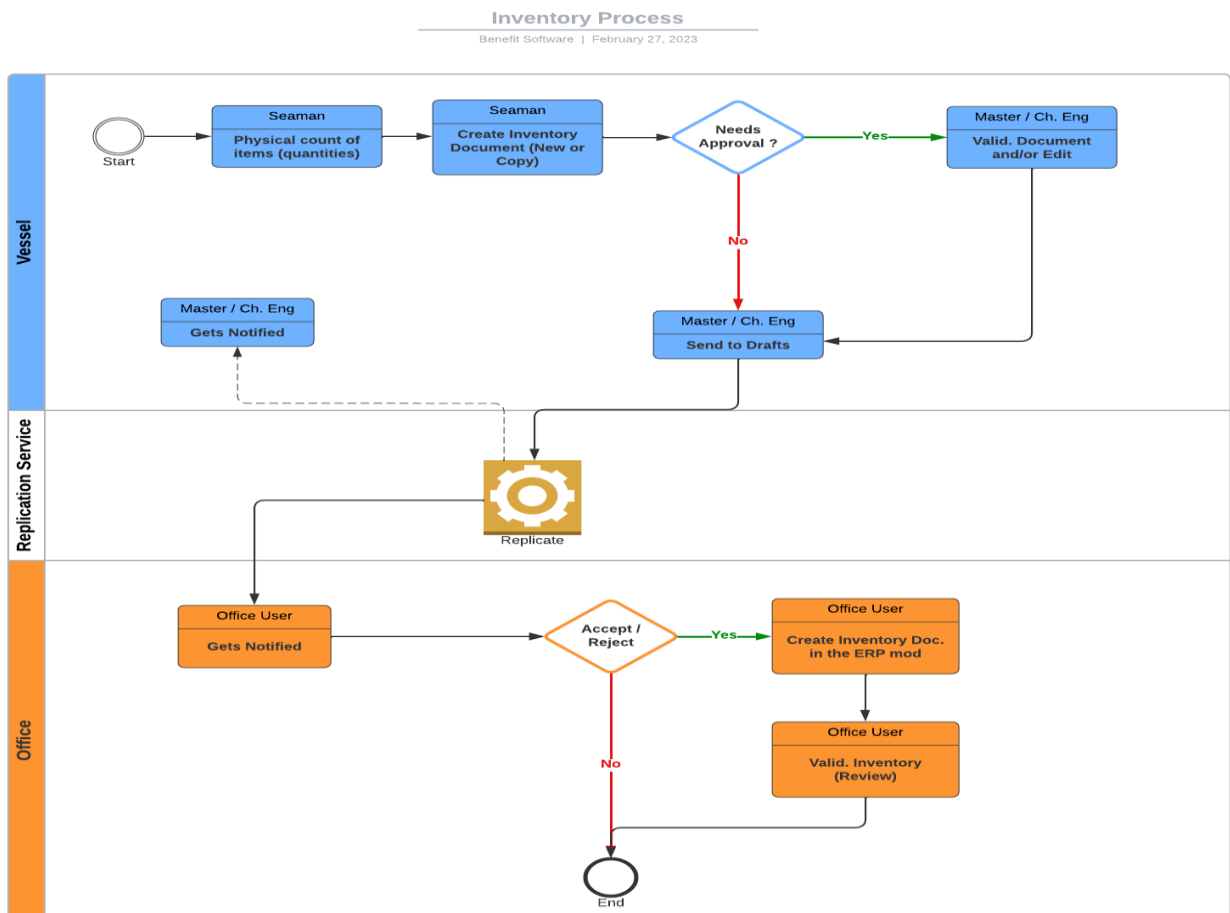 Inventory Process
Benefit Software | February 27, 2023
Vessel
Start
Seaman
Physical count of
items (quantities)
Seaman
Create Inventory
Document (New or
Copy)
Needs
Approval ?
Yes
Master / Ch. Eng
Valid. Document
and/or Edit
No
Master / Ch. Eng
Gets Notified
Master / Ch. Eng
Send to Drafts
Replication Service
Replicate
Office
Office User
Gets Notified
Accept /
Reject
Yes
Office User
Create Inventory Doc.
in the ERP mod
Office User
Valid. Inventory
(Review)
No
End